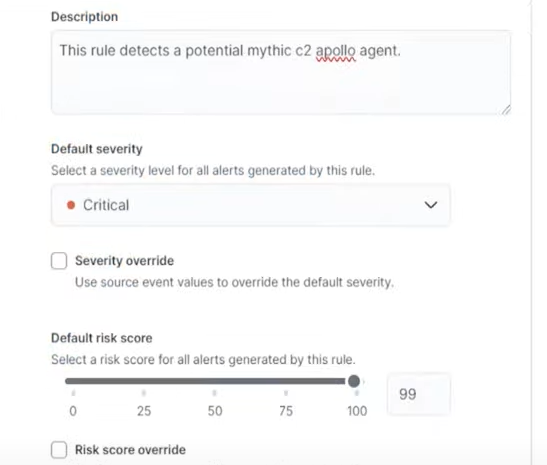 Description
This rule detects a potential mythic c2 apollo agent.
Default severity
Select a severity level for all alerts generated by this rule.
Critical
Severity override
Use source event values to override the default severity.
Default risk score
Select a risk score for all alerts generated by this rule.
99
0 25 50 75 100
Risk score override